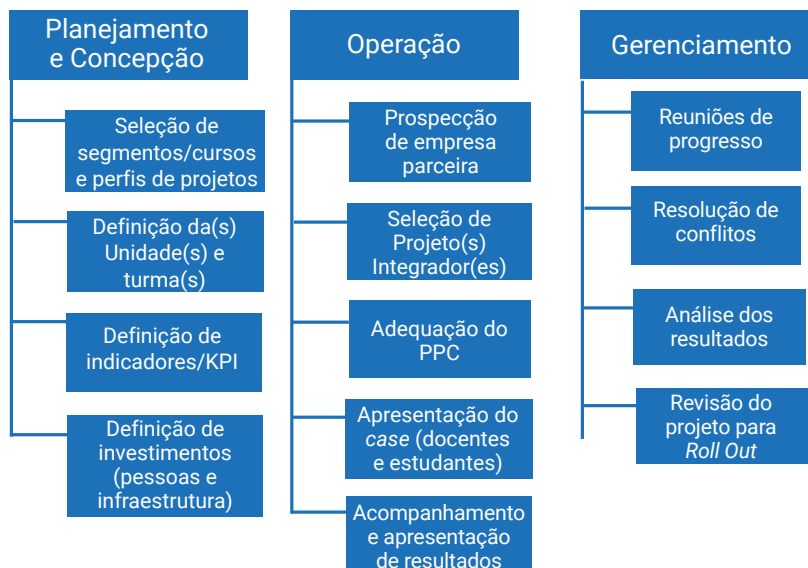 Planejamento
e Concepção
Seleção de
segmentos/cursos
e perfis de projetos
Definição da(s)
Unidade(s) e
turma(s)
Definição de
indicadores/KPI
Definição de
investimentos
(pessoas e
infraestrutura)
Operação
Prospecção
de empresa
parceira
Seleção de
Projeto(s)
Integrador(es)
Adequação do
PPC
Apresentação do
case (docentes
e estudantes)
Acompanhamento
e apresentação
de resultados
Gerenciamento
Reuniões de
progresso
Resolução de
conflitos
Análise dos
resultados
Revisão do
projeto para
Roll Out